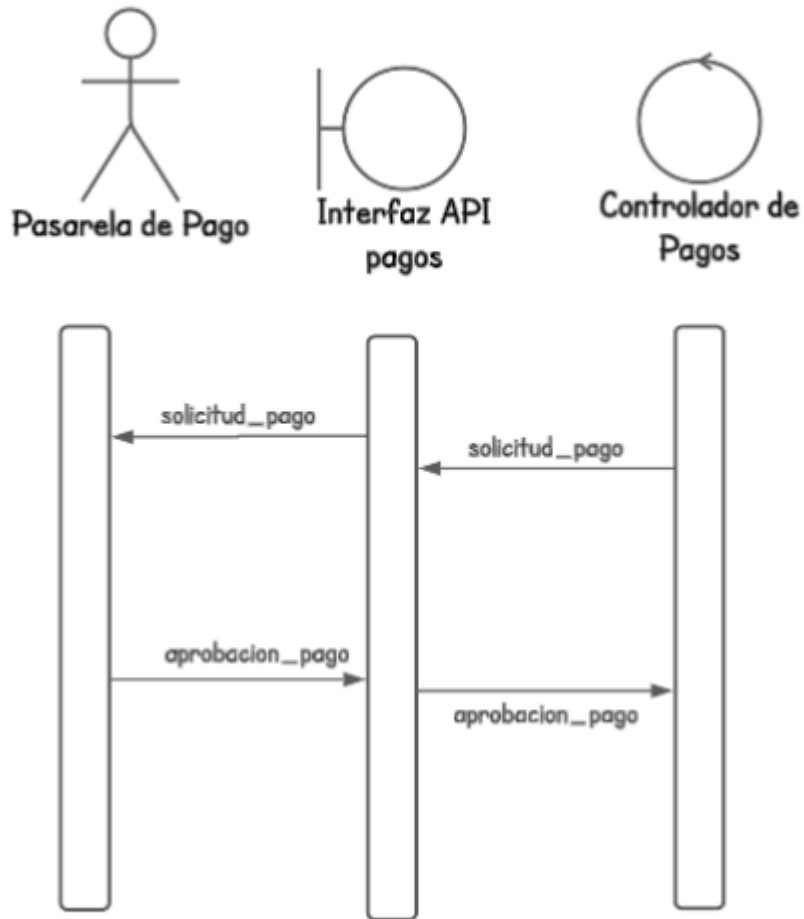 Pasarela de Pago
Interfaz API
pagos
Controlador de
Pagos
solicitud_pago
solicitud_pago
aprobacion_pago
aprobacion_pago